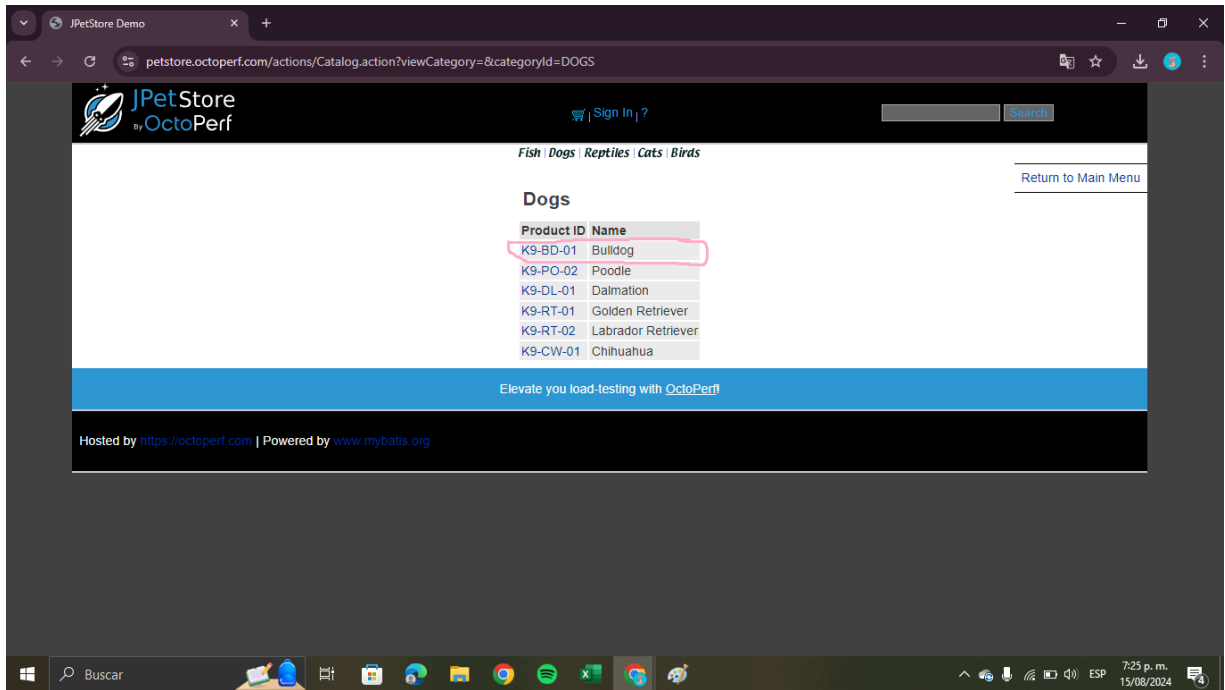 JPetStore Demo
petstore.octoperf.com/actions/Catalog.action?viewCategory=&categoryId=DOGS
JPetStore
By OctoPerf
| Sign In | ?
Search
Fish | Dogs | Reptiles | Cats | Birds
Return to Main Menu
Dogs
Product ID Name
K9-BD-01 Bulldog
K9-PO-02 Poodle
K9-DL-01 Dalmation
K9-RT-01 Golden Retriever
K9-RT-02 Labrador Retriever
K9-CW-01 Chihuahua
Elevate you load-testing with OctoPerf!
Hosted by https://octoperf.com | Powered by www.mybatis.org
Buscar
ESP
7:25 p. m.
15/08/2024
4